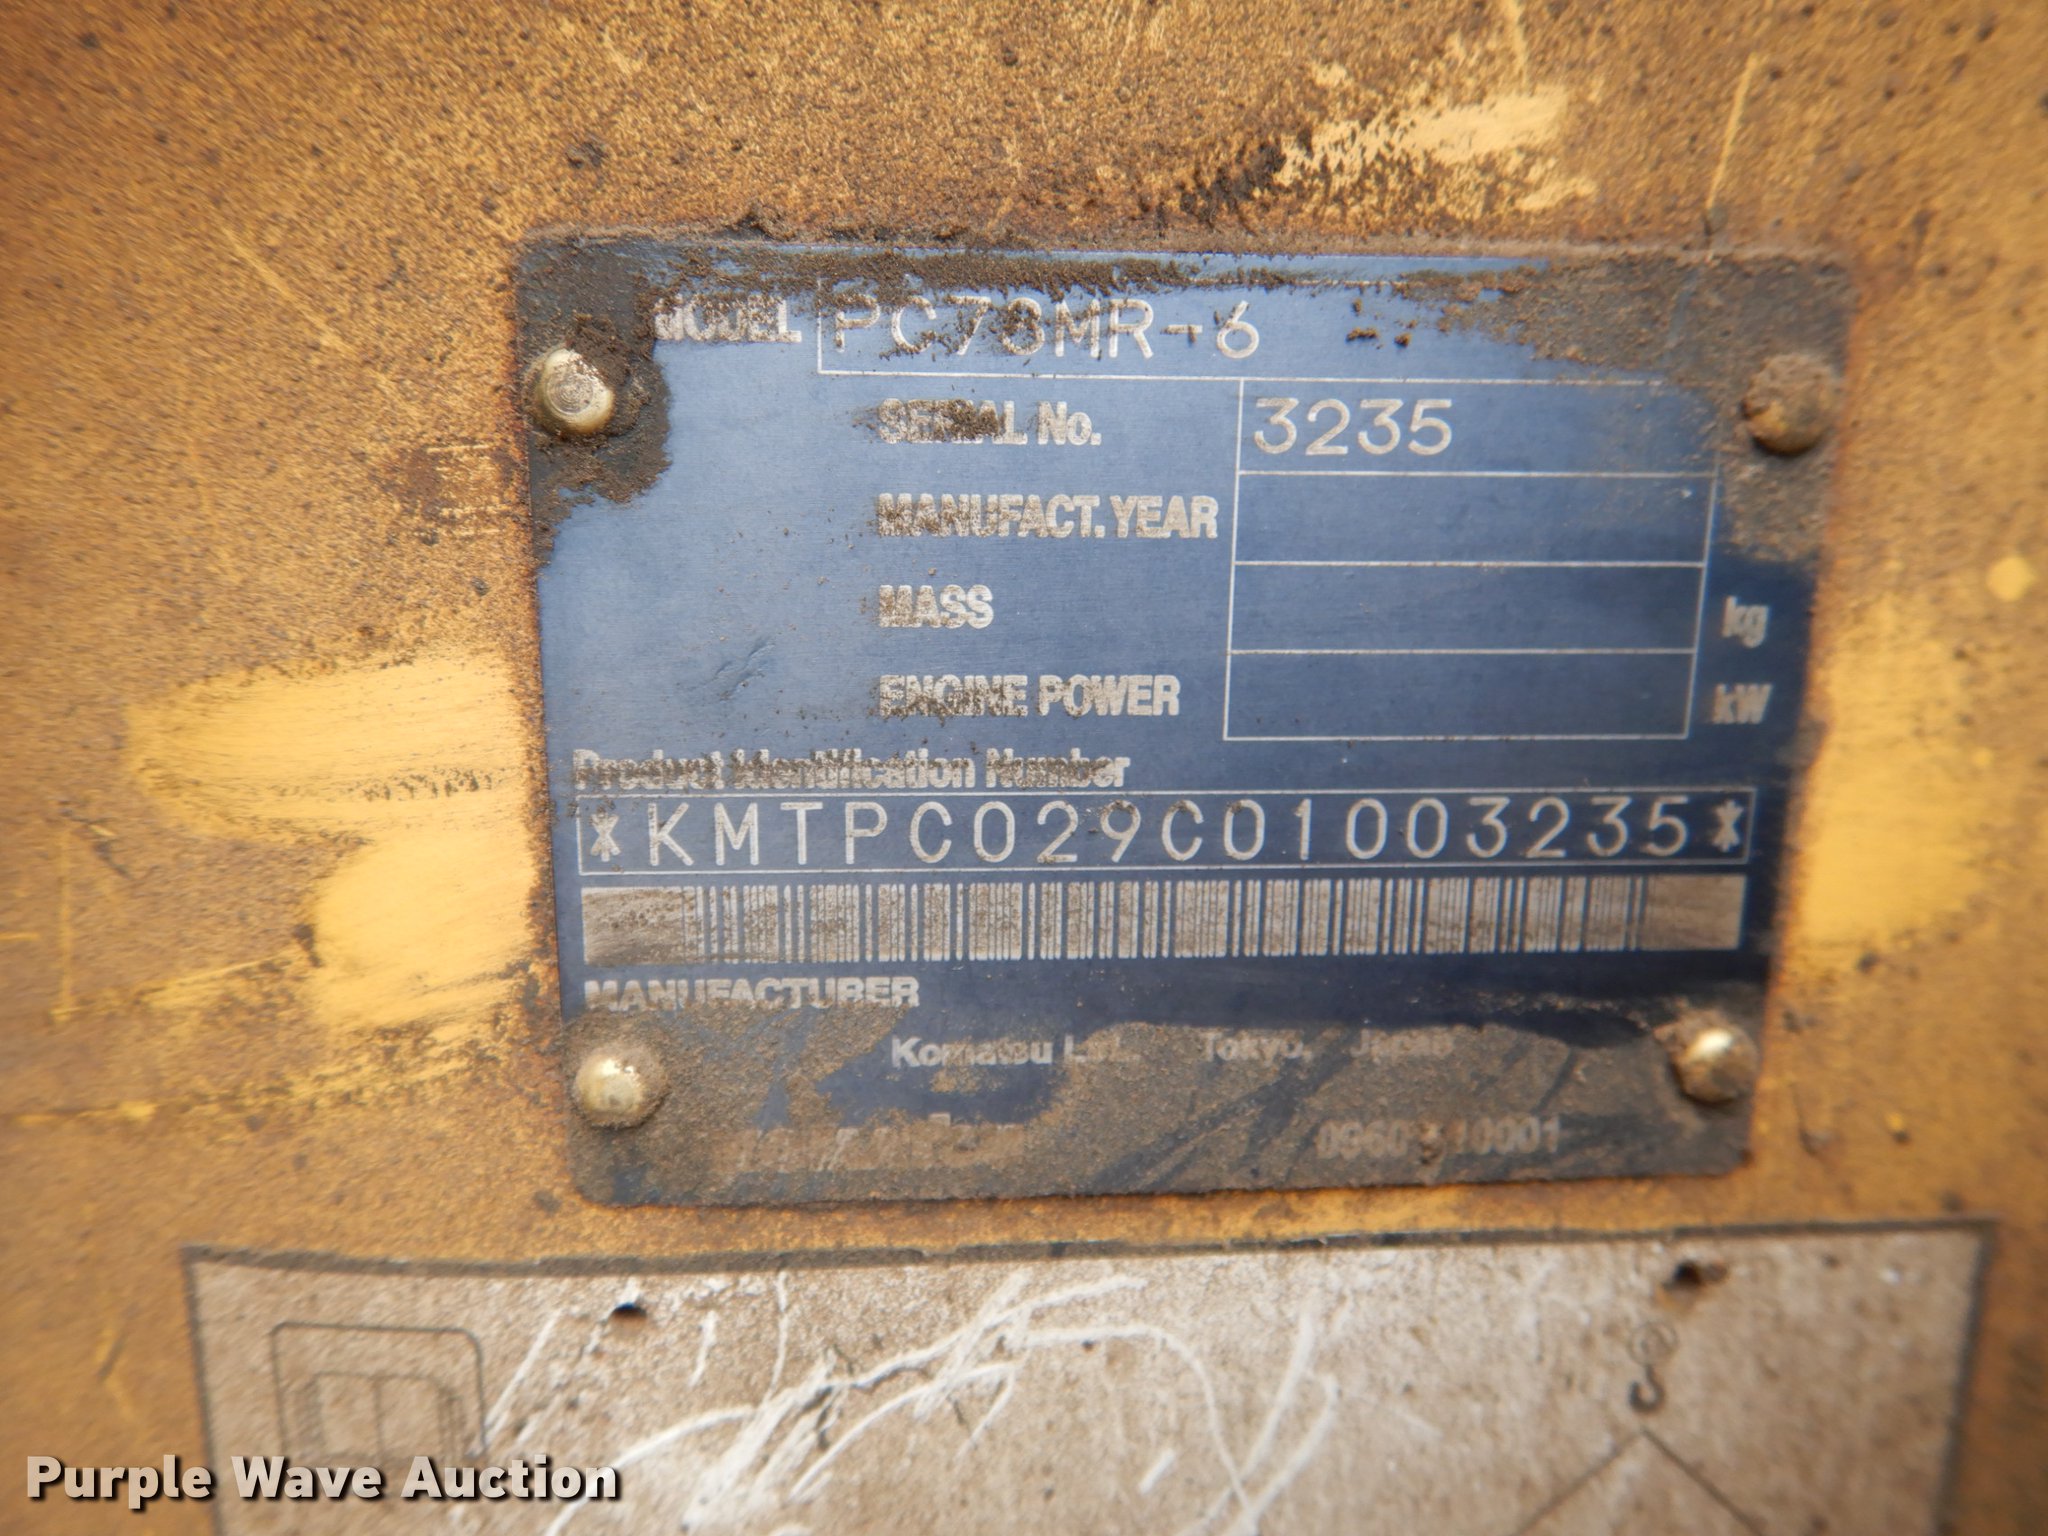 MODEL PC78MR-6
SERIAL No. 3235
MANUFACT. YEAR
MASS kg
ENGINE POWER kW
Product Identification Number
*KMTPC029C01003235*
MANUFACTURER
Komatsu Ltd. Tokyo, Japan
10001
Purple Wave Auction